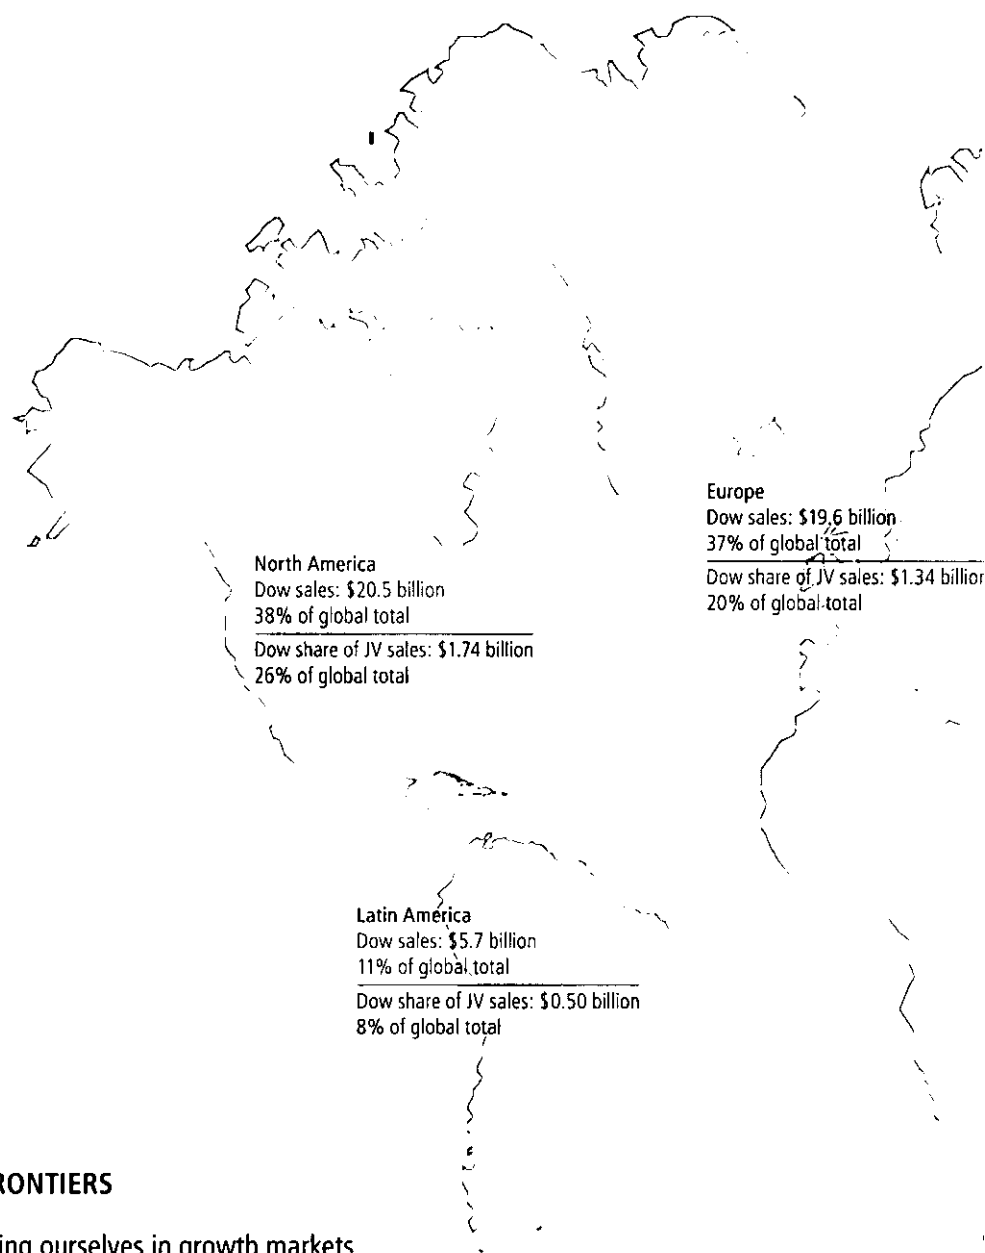 Europe
Dow sales: $19.6 billion
37% of global total
Dow share of JV sales: $1.34 billion
20% of global total
North America
Dow sales: $20.5 billion
38% of global total
Dow share of JV sales: $1.74 billion
26% of global total
Latin America
Dow sales: $5.7 billion
11% of global total
Dow share of JV sales: $0.50 billion
8% of global total
RONTIERS
ing ourselves in growth markets